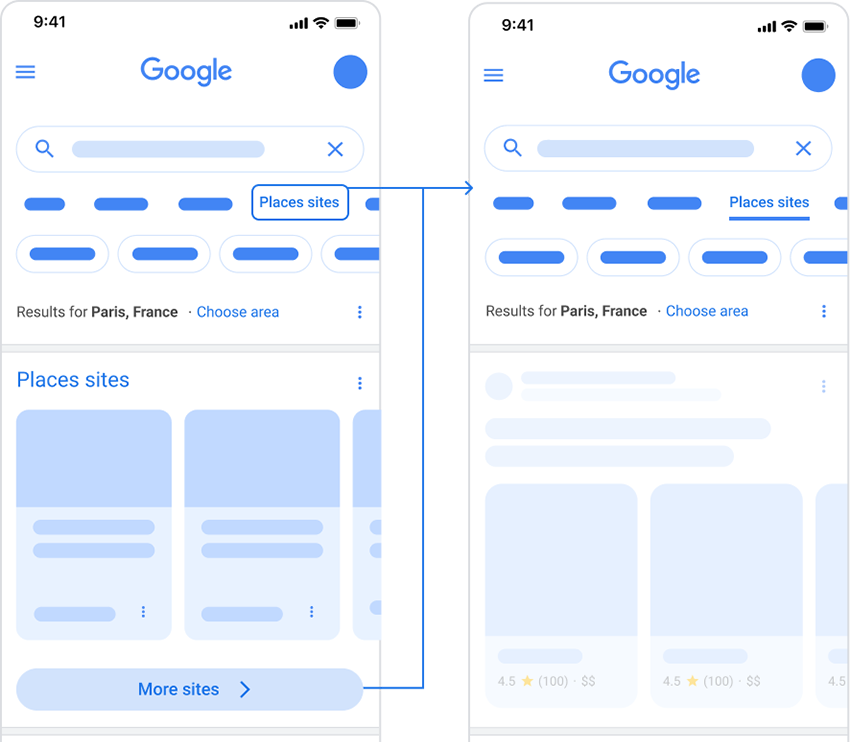 9:41
Google
Places sites
Results for Paris, France · Choose area
Places sites
More sites
9:41
Google
Places sites
Results for Paris, France · Choose area
4.5 ⭐ (100) · $$
4.5 ⭐ (100) · $$
4.5